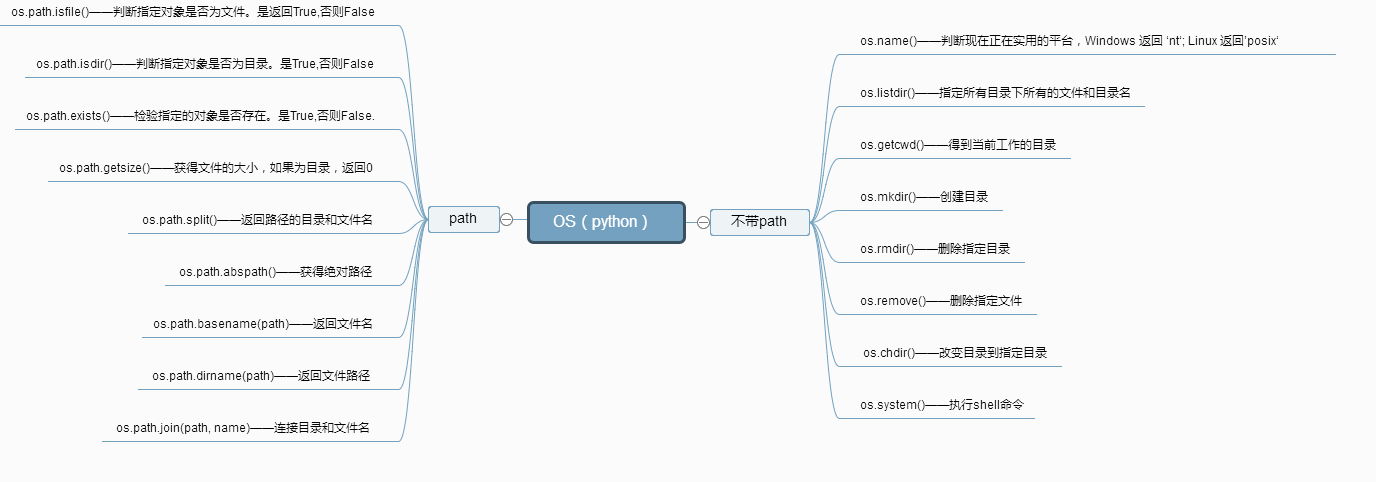 OS（python）
path
os.path.isfile()——判断指定对象是否为文件。是返回True,否则False
os.path.isdir()——判断指定对象是否为目录。是True,否则False
os.path.exists()——检验指定的对象是否存在。是True,否则False.
os.path.getsize()——获得文件的大小，如果为目录，返回0
os.path.split()——返回路径的目录和文件名
os.path.abspath()——获得绝对路径
os.path.basename(path)——返回文件名
os.path.dirname(path)——返回文件路径
os.path.join(path, name)——连接目录和文件名
不带path
os.name()——判断现在正在实用的平台，Windows 返回 ‘nt'; Linux 返回'posix'
os.listdir()——指定所有目录下所有的文件和目录名
os.getcwd()——得到当前工作的目录
os.mkdir()——创建目录
os.rmdir()——删除指定目录
os.remove()——删除指定文件
os.chdir()——改变目录到指定目录
os.system()——执行shell命令